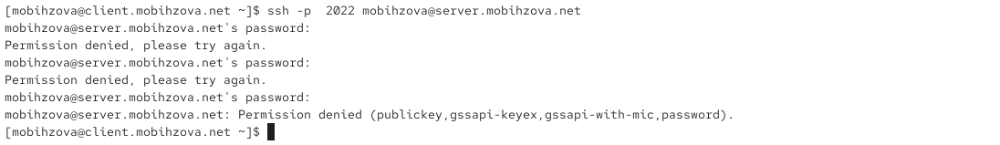 [mobihzova@client.mobihzova.net ~]$ ssh -p  2022 mobihzova@server.mobihzova.net
mobihzova@server.mobihzova.net's password:
Permission denied, please try again.
mobihzova@server.mobihzova.net's password:
Permission denied, please try again.
mobihzova@server.mobihzova.net's password:
mobihzova@server.mobihzova.net: Permission denied (publickey,gssapi-keyex,gssapi-with-mic,password).
[mobihzova@client.mobihzova.net ~]$